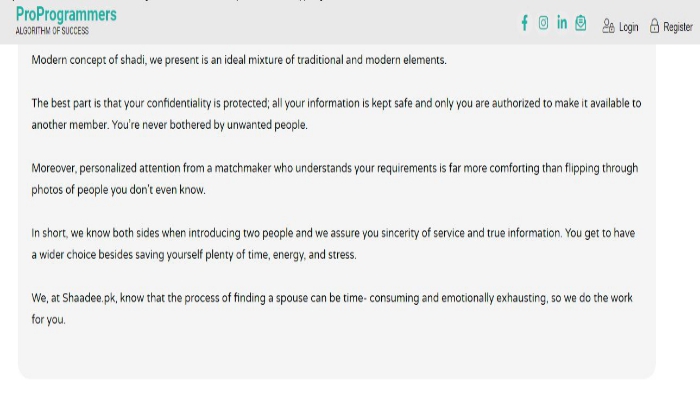 ProProgrammers
ALGORITHM OF SUCCESS
Login
Register
Modern concept of shadi, we present is an ideal mixture of traditional and modern elements.
The best part is that your confidentiality is protected; all your information is kept safe and only you are authorized to make it available to
another member. You're never bothered by unwanted people.
Moreover, personalized attention from a matchmaker who understands your requirements is far more comforting than flipping through
photos of people you don't even know.
In short, we know both sides when introducing two people and we assure you sincerity of service and true information. You get to have
a wider choice besides saving yourself plenty of time, energy, and stress.
We, at Shaadee.pk, know that the process of finding a spouse can be time- consuming and emotionally exhausting, so we do the work
for you.